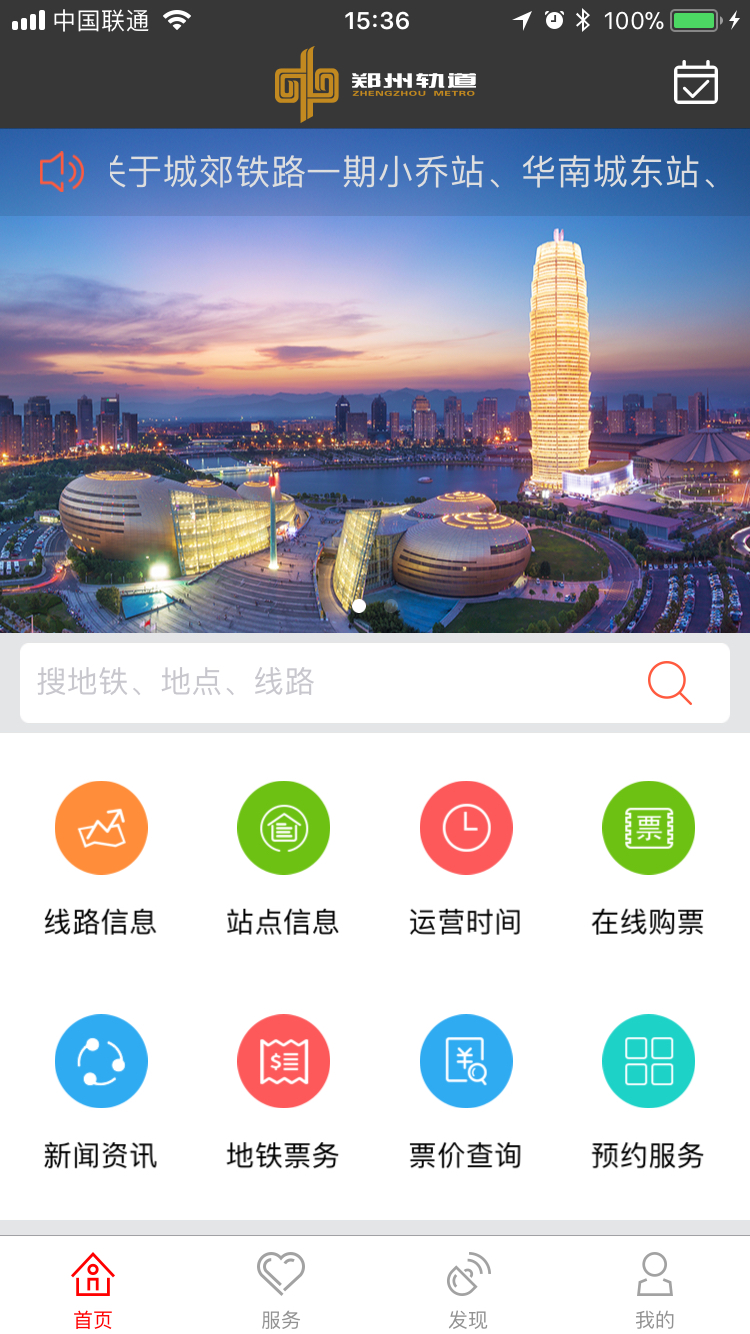 中国联通
15:36
100%
郑州轨道
ZHENGZHOU METRO
关于城郊铁路一期小乔站、华南城东站、
搜地铁、地点、线路
线路信息
站点信息
运营时间
票
在线购票
新闻资讯
$
地铁票务
¥
票价查询
预约服务
首页
服务
发现
我的